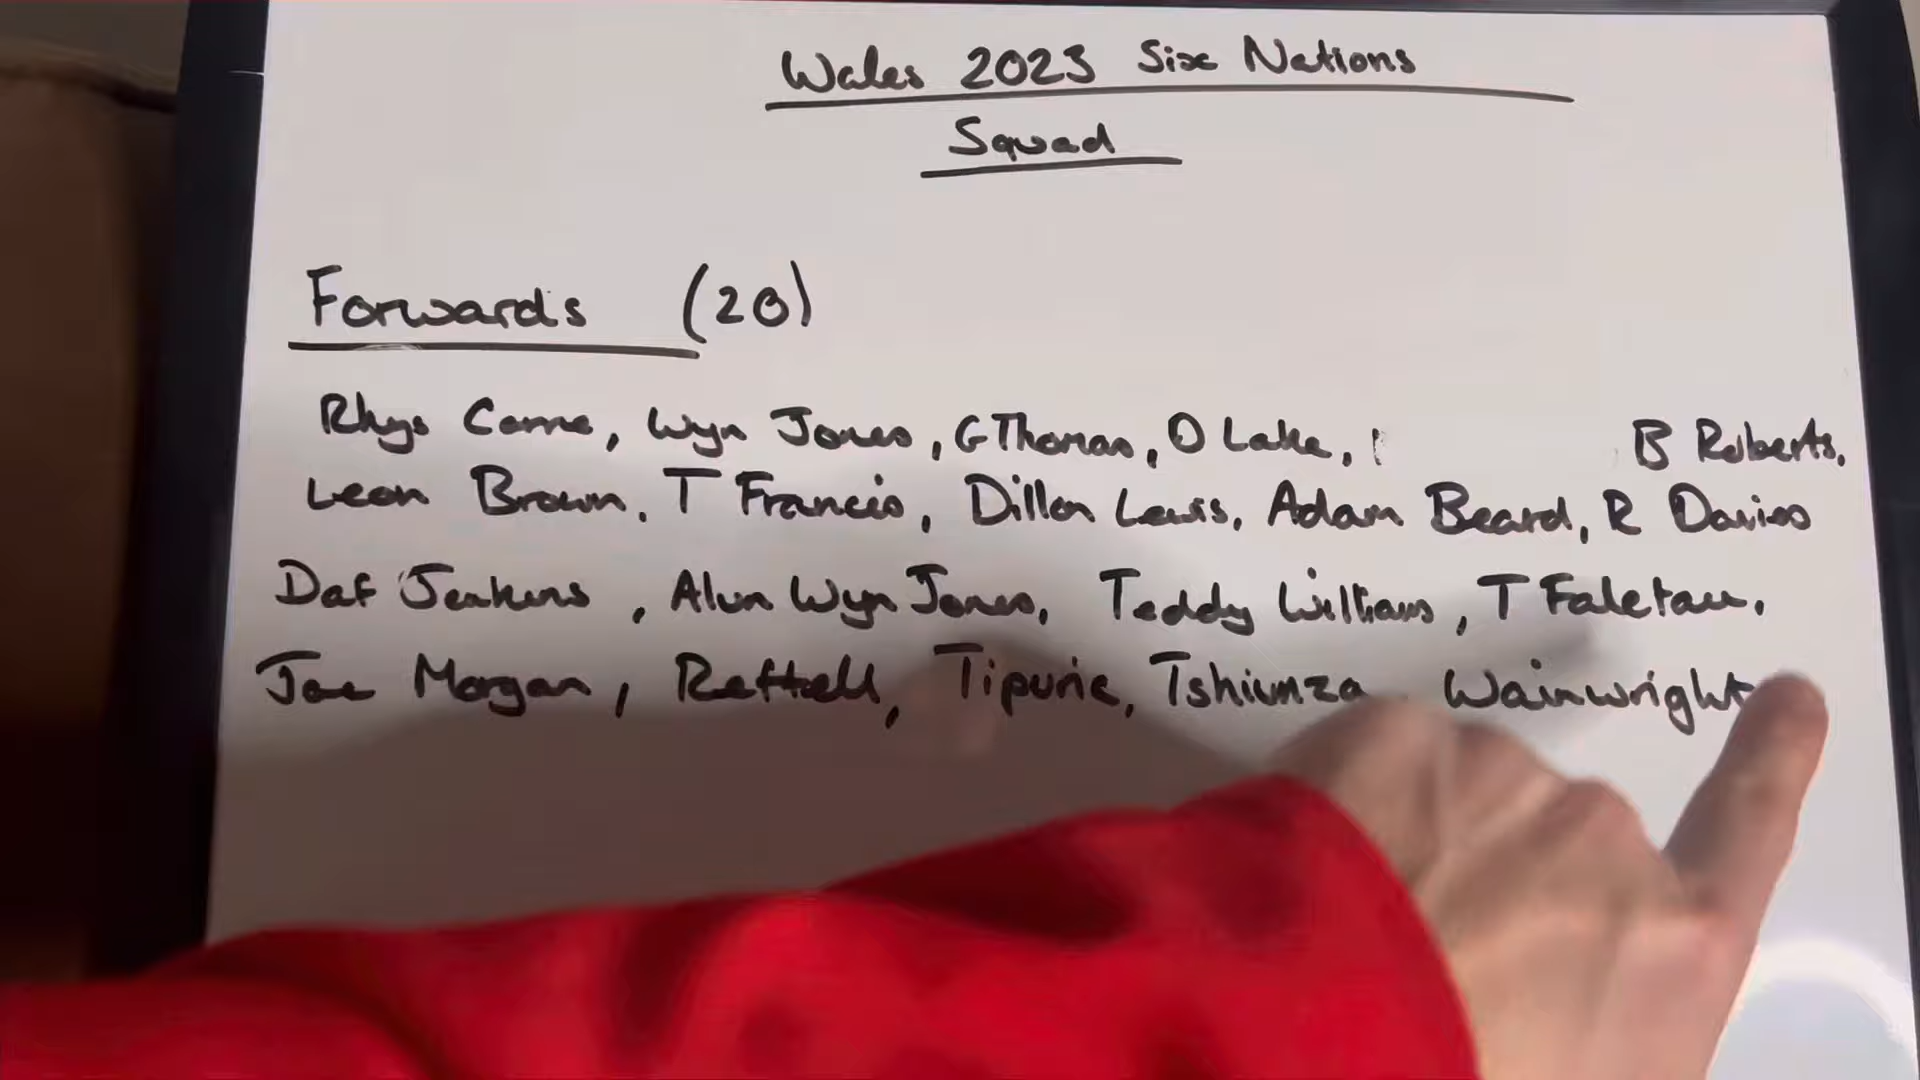 Wales 2023 Six Nations
Squad
Forwards (20)
Rhys Carre, Wyn Jones, G Thomas, O Lake, B Roberts,
Leon Brown, T Francis, Dillon Lewis, Adam Beard, R Davies
Daf Jenkins, Alun Wyn Jones, Teddy Williams, T Faletau,
Jac Morgan, Reffell, Tipuric, Tshiunza Wainwright